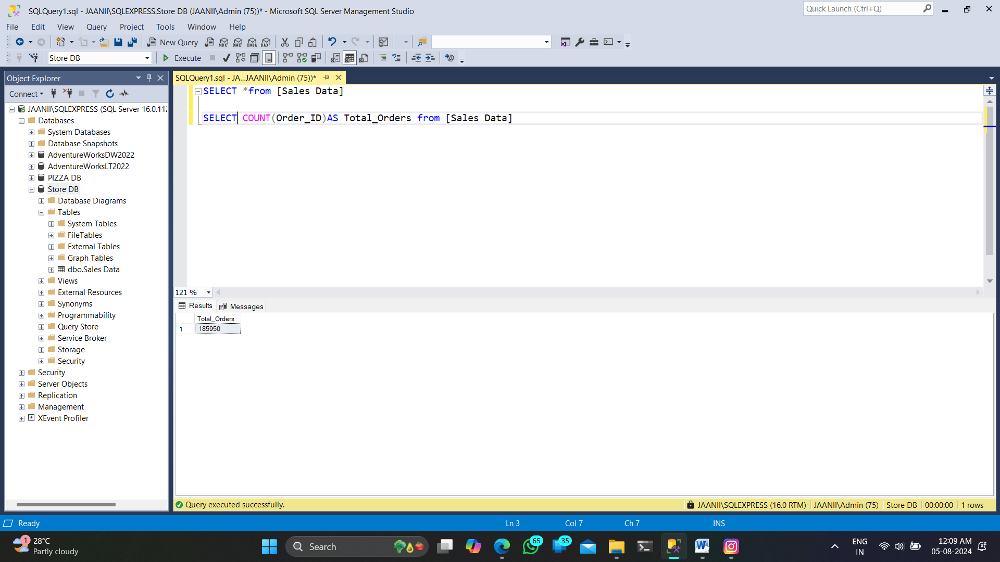 SQLQuery1.sql - JAANII\SQLEXPRESS.Store DB (JAANII\Admin (75))* - Microsoft SQL Server Management Studio
Quick Launch (Ctrl+Q)
File Edit View Query Project Tools Window Help
New Query
MDX DMX XMLA DAX
Store DB
Execute
Object Explorer
Connect
JAANII\SQLEXPRESS (SQL Server 16.0.112
Databases
System Databases
Database Snapshots
AdventureWorksDW2022
AdventureWorksLT2022
PIZZA DB
Store DB
Database Diagrams
Tables
System Tables
FileTables
External Tables
Graph Tables
dbo.Sales Data
Views
External Resources
Synonyms
Programmability
Query Store
Service Broker
Storage
Security
Security
Server Objects
Replication
Management
XEvent Profiler
SQLQuery1.sql - JA...JAANII\Admin (75))*
SELECT *from [Sales Data]
SELECT COUNT(Order_ID)AS Total_Orders from [Sales Data]
121 %
Results Messages
Total_Orders
1 185950
Query executed successfully.
JAANII\SQLEXPRESS (16.0 RTM) JAANII\Admin (75) Store DB 00:00:00 1 rows
Ready Ln 3 Col 7 Ch 7 INS
1
28°C
Partly cloudy
Search
65
35
ENG
IN
12:09 AM
05-08-2024